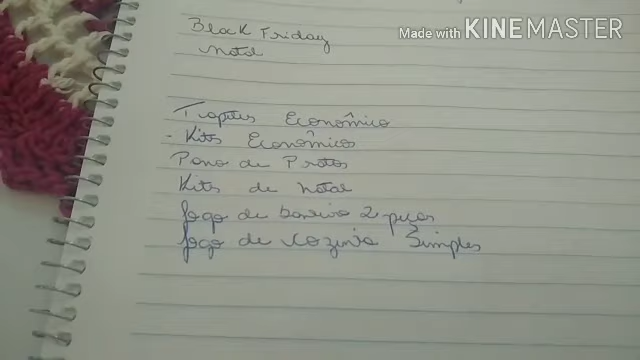 Made with KINEMASTER
Black Friday
Natal
Tapetes Econômico
- Kits Econômicos
Pano de Pratos
Kits de Natal
Jogo de banheiro 2 peças
Jogo de Cozinha Simples